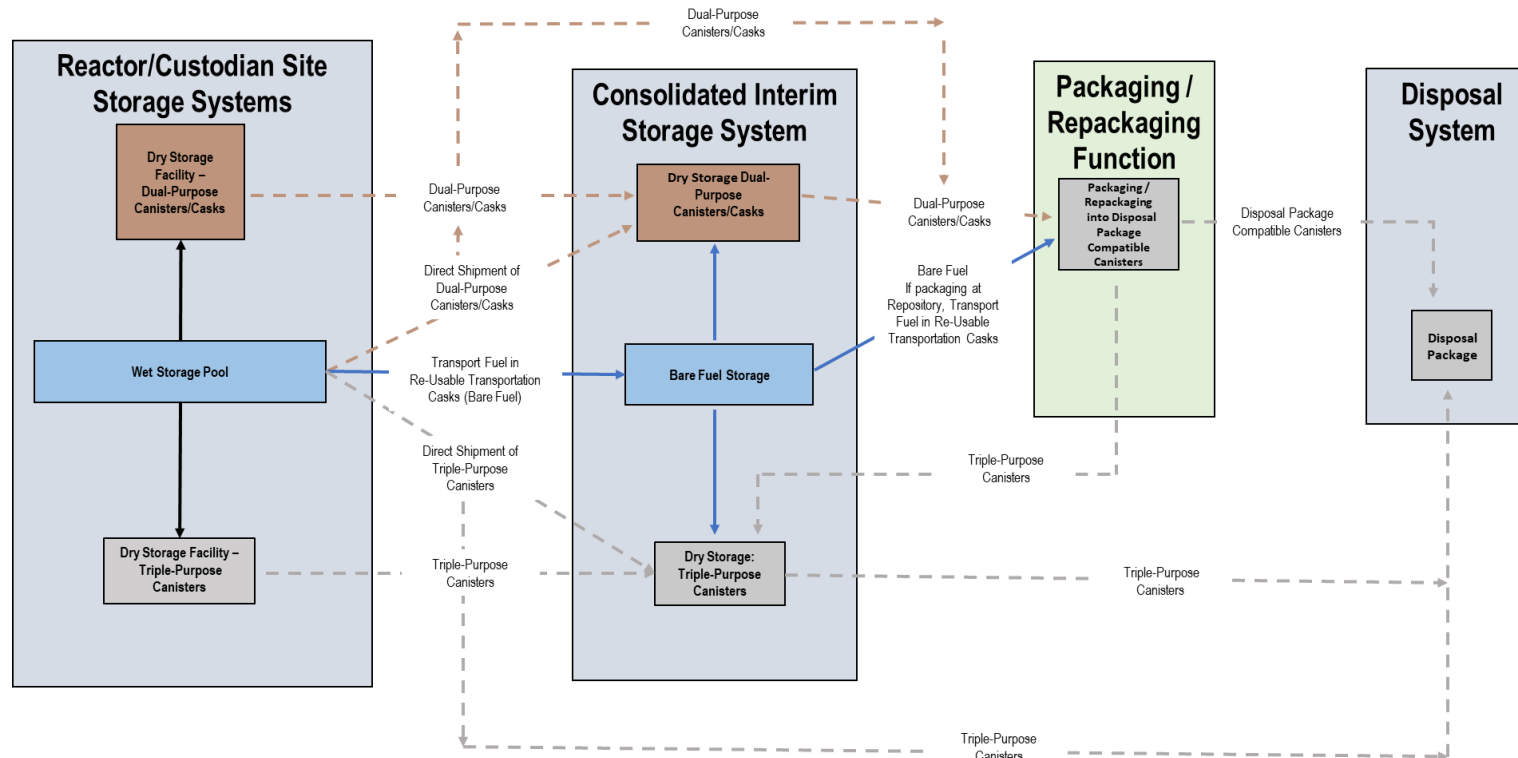 Reactor/Custodian Site
Storage Systems
Dry Storage
Facility –
Dual-Purpose
Canisters/Casks
Wet Storage Pool
Dry Storage Facility –
Triple-Purpose
Canisters
Dual-Purpose
Canisters/Casks
Dual-Purpose
Canisters/Casks
Direct Shipment of
Dual-Purpose
Canisters/Casks
Transport Fuel in
Re-Usable Transportation
Casks (Bare Fuel)
Direct Shipment of
Triple-Purpose
Canisters
Triple-Purpose
Canisters
Consolidated Interim
Storage System
Dry Storage Dual-
Purpose
Canisters/Casks
Bare Fuel Storage
Dry Storage:
Triple-Purpose
Canisters
Dual-Purpose
Canisters/Casks
Bare Fuel
If packaging at
Repository, Transport
Fuel in Re-Usable
Transportation Casks
Triple-Purpose
Canisters
Packaging /
Repackaging
Function
Packaging /
Repackaging
into Disposal
Package
Compatible
Canisters
Disposal Package
Compatible Canisters
Triple-Purpose
Canisters
Triple-Purpose
Canisters
Disposal
System
Disposal
Package